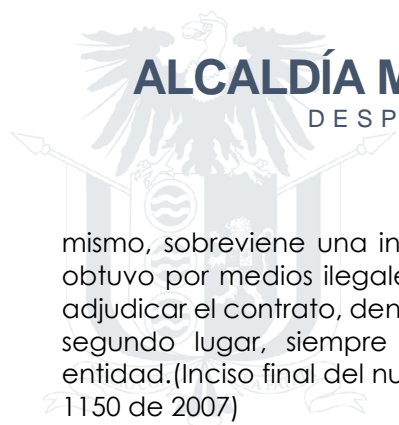 ALCALDÍA M
DESP
mismo, sobreviene una in
obtuvo por medios ilegale
adjudicar el contrato, den
segundo lugar, siempre
entidad.(Inciso final del nu
1150 de 2007)